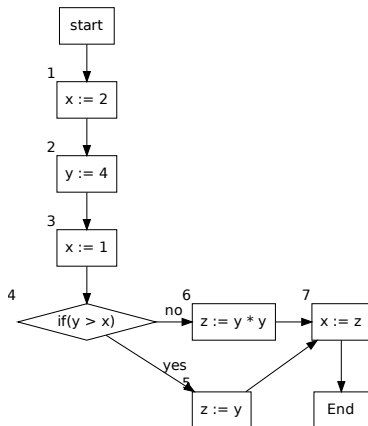 start
1
x := 2
2
y := 4
3
x := 1
4
if(y > x)
no
6
z := y * y
7
x := z
yes
5
z := y
End